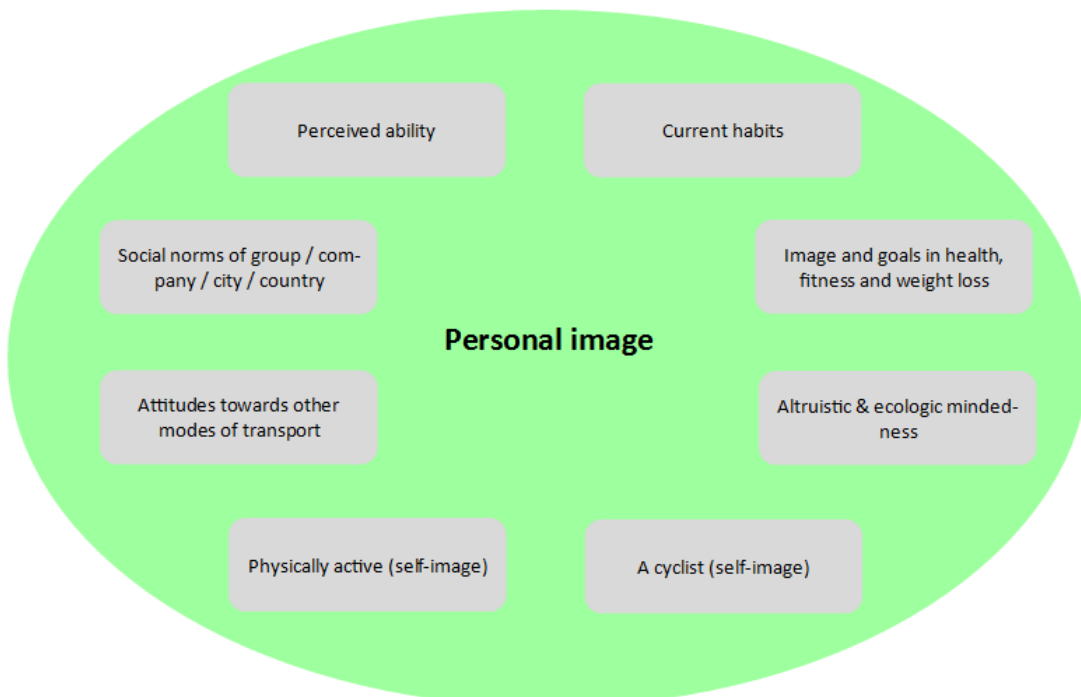 Perceived ability
Current habits
Social norms of group / com-
pany / city / country
Image and goals in health,
fitness and weight loss
Personal image
Attitudes towards other
modes of transport
Altruistic & ecologic minded-
ness
Physically active (self-image)
A cyclist (self-image)